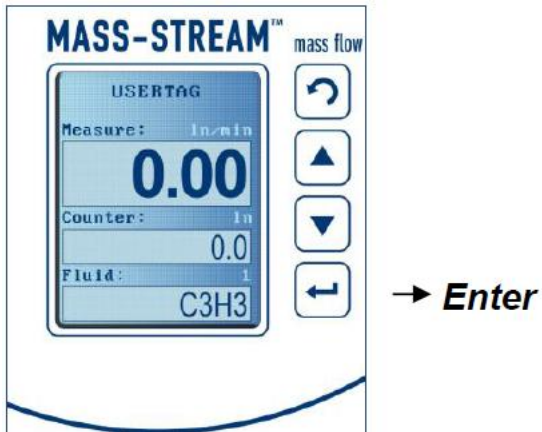 MASS-STREAM™ mass flow
USERTAG
Measure: ln/min
0.00
Counter: ln
0.0
Fluid: 1
C3H3
→ Enter